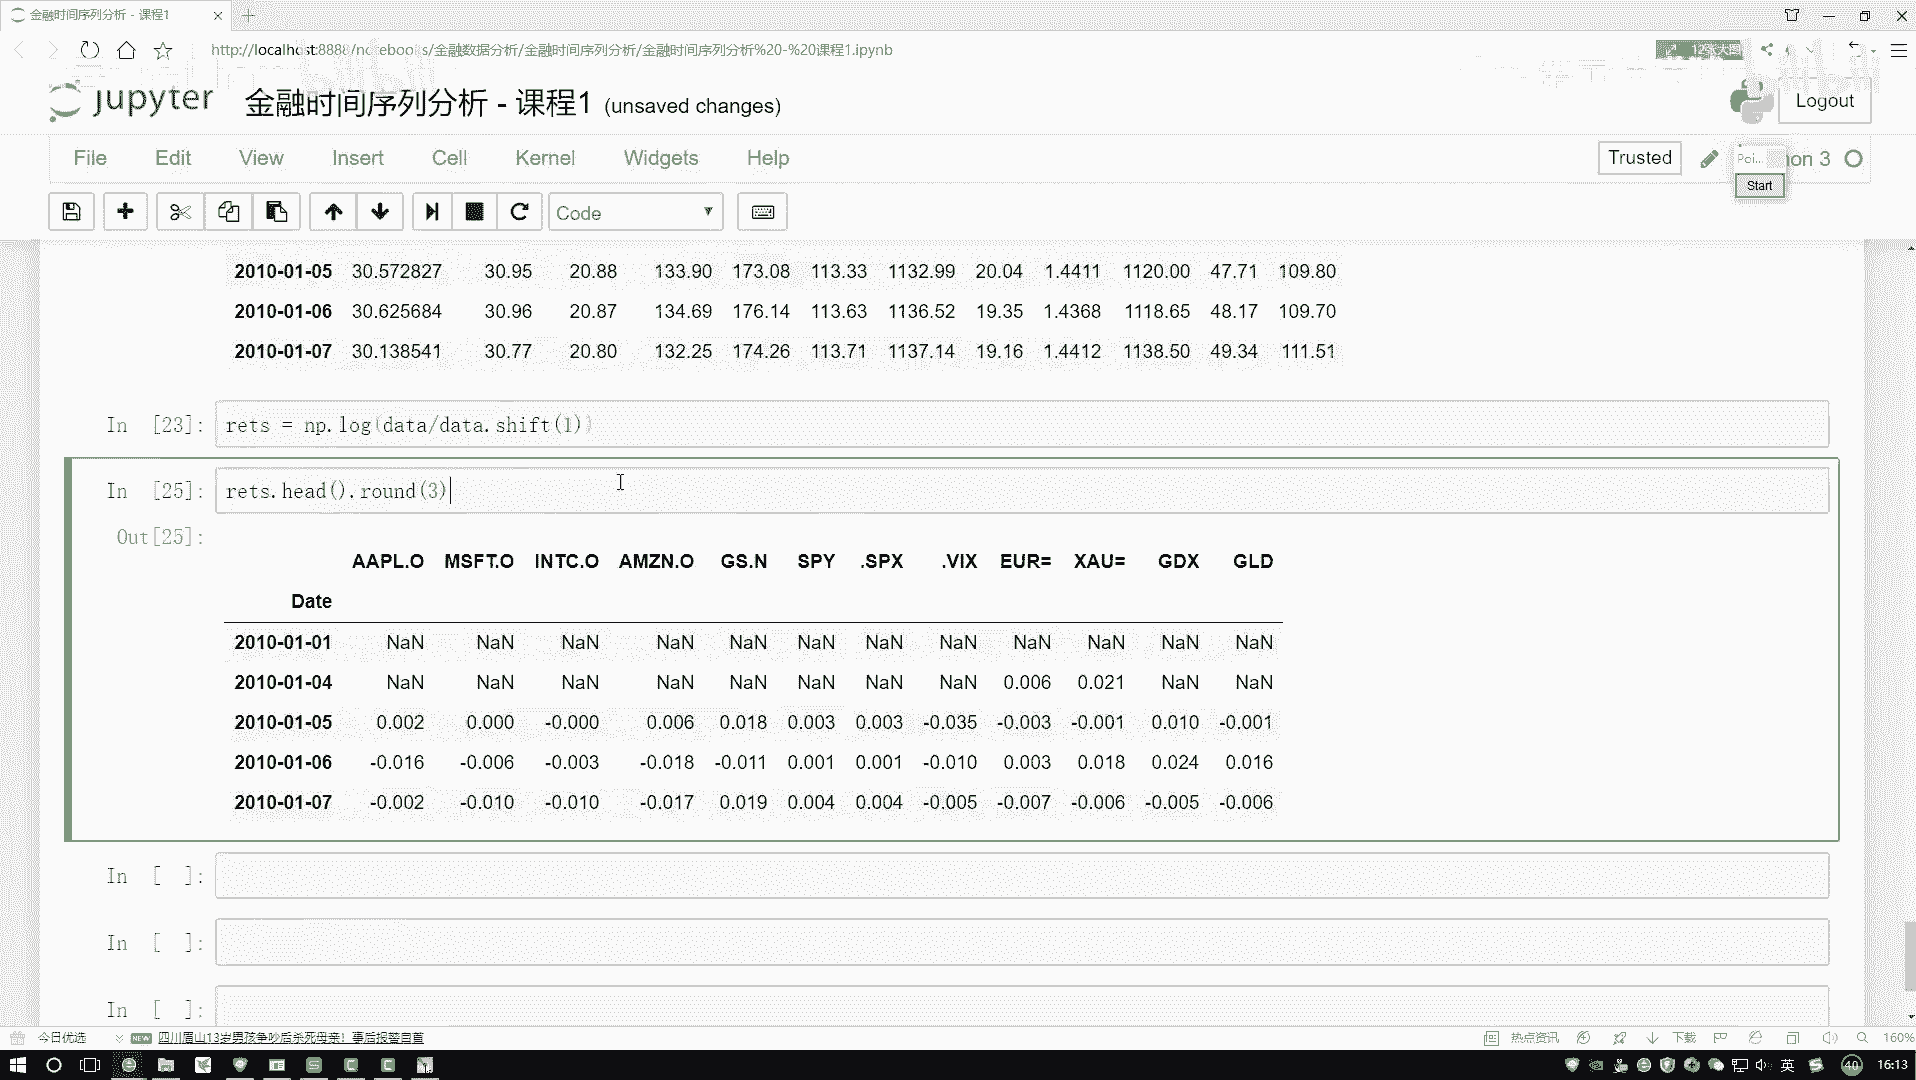 金融时间序列分析 - 课程1
http://localhost:8888/notebooks/金融数据分析/金融时间序列分析/金融时间序列分析%20-%20课程1.ipynb
12张大图
jupyter 金融时间序列分析 - 课程1 (unsaved changes)
Logout
File Edit View Insert Cell Kernel Widgets Help
Trusted
Poi... on 3
Start
Code
2010-01-05 30.572827 30.95 20.88 133.90 173.08 113.33 1132.99 20.04 1.4411 1120.00 47.71 109.80
2010-01-06 30.625684 30.96 20.87 134.69 176.14 113.63 1136.52 19.35 1.4368 1118.65 48.17 109.70
2010-01-07 30.138541 30.77 20.80 132.25 174.26 113.71 1137.14 19.16 1.4412 1138.50 49.34 111.51
In [23]: rets = np.log(data/data.shift(1))
In [25]: rets.head().round(3)
Out[25]:
AAPL.O MSFT.O INTC.O AMZN.O GS.N SPY .SPX .VIX EUR= XAU= GDX GLD
Date
2010-01-01 NaN NaN NaN NaN NaN NaN NaN NaN NaN NaN NaN NaN
2010-01-04 NaN NaN NaN NaN NaN NaN NaN NaN 0.006 0.021 NaN NaN
2010-01-05 0.002 0.000 -0.000 0.006 0.018 0.003 0.003 -0.035 -0.003 -0.001 0.010 -0.001
2010-01-06 -0.016 -0.006 -0.003 -0.018 -0.011 0.001 0.001 -0.010 0.003 0.018 0.024 0.016
2010-01-07 -0.002 -0.010 -0.010 -0.017 0.019 0.004 0.004 -0.005 -0.007 -0.006 -0.005 -0.006
In [ ]:
In [ ]:
In [ ]:
今日优选 NEW 四川眉山13岁男孩争吵后杀死母亲！事后报警自首
热点资讯 下载 160%
英 40 16:13